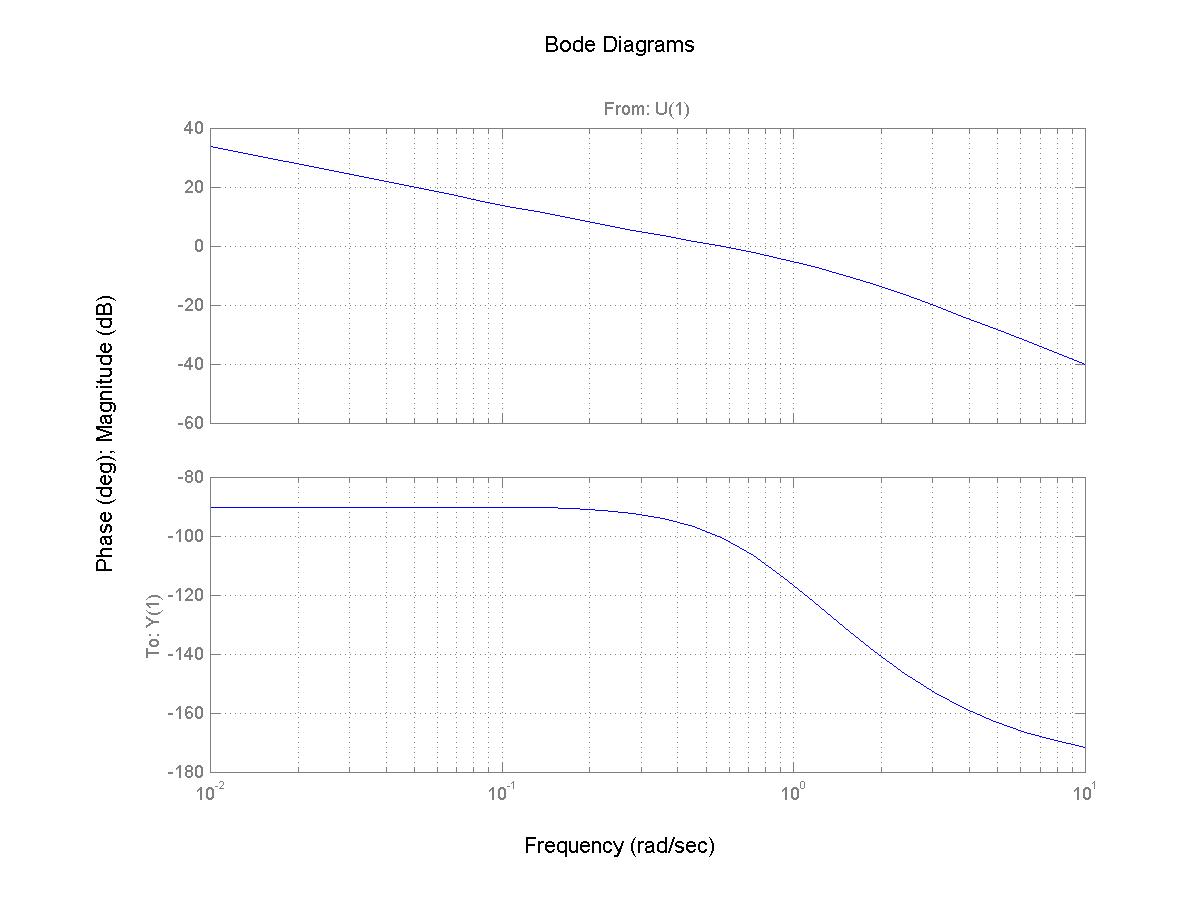 Bode Diagrams
From: U(1)
Phase (deg); Magnitude (dB)
40
20
0
-20
-40
-60
To: Y(1)
-80
-100
-120
-140
-160
-180
10^-2 10^-1 10^0 10^1
Frequency (rad/sec)